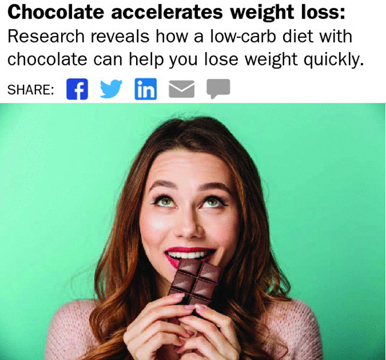 Chocolate accelerates weight loss:
Research reveals how a low-carb diet with
chocolate can help you lose weight quickly.
SHARE: